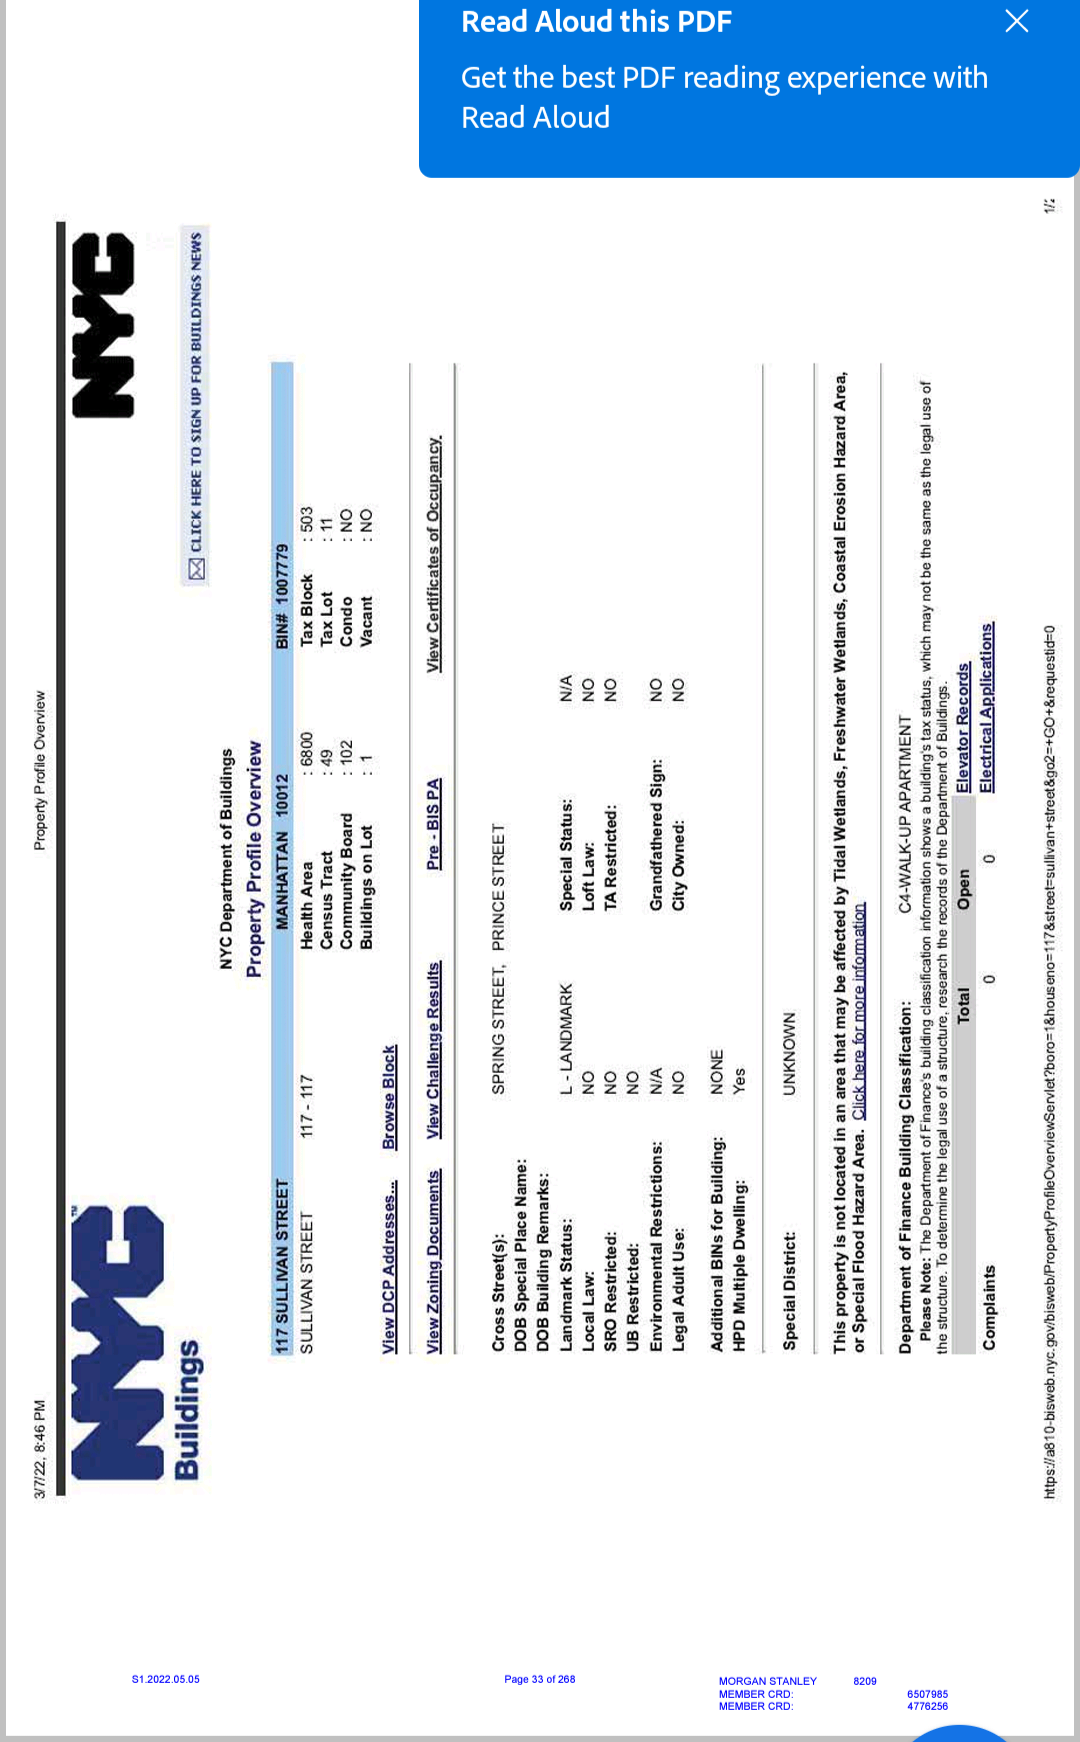 Read Aloud this PDF
Get the best PDF reading experience with
Read Aloud
3/7/22, 8:46 PM Property Profile Overview
NYC™ NYC
Buildings
CLICK HERE TO SIGN UP FOR BUILDINGS NEWS
NYC Department of Buildings
Property Profile Overview
117 SULLIVAN STREET MANHATTAN 10012 BIN# 1007779
SULLIVAN STREET 117 - 117 Health Area : 6800 Tax Block : 503
Census Tract : 49 Tax Lot : 11
Community Board : 102 Condo : NO
Buildings on Lot : 1 Vacant : NO
View DCP Addresses... Browse Block
View Zoning Documents View Challenge Results Pre - BIS PA View Certificates of Occupancy
Cross Street(s): SPRING STREET, PRINCE STREET
DOB Special Place Name:
DOB Building Remarks:
Landmark Status: L - LANDMARK Special Status: N/A
Local Law: NO Loft Law: NO
SRO Restricted: NO TA Restricted: NO
UB Restricted: NO
Environmental Restrictions: N/A Grandfathered Sign: NO
Legal Adult Use: NO City Owned: NO
Additional BINs for Building: NONE
HPD Multiple Dwelling: Yes
Special District: UNKNOWN
This property is not located in an area that may be affected by Tidal Wetlands, Freshwater Wetlands, Coastal Erosion Hazard Area,
or Special Flood Hazard Area. Click here for more information
Department of Finance Building Classification: C4-WALK-UP APARTMENT
Please Note: The Department of Finance's building classification information shows a building's tax status, which may not be the same as the legal use of
the structure. To determine the legal use of a structure, research the records of the Department of Buildings.
Total Open Elevator Records
Complaints 0 0 Electrical Applications
https://a810-bisweb.nyc.gov/bisweb/PropertyProfileOverviewServlet?boro=1&houseno=117&street=sullivan+street&go2=+GO+&requestid=0 1/2
S1.2022.05.05 Page 33 of 268 MORGAN STANLEY 8209
MEMBER CRD: 6507985
MEMBER CRD: 4776256